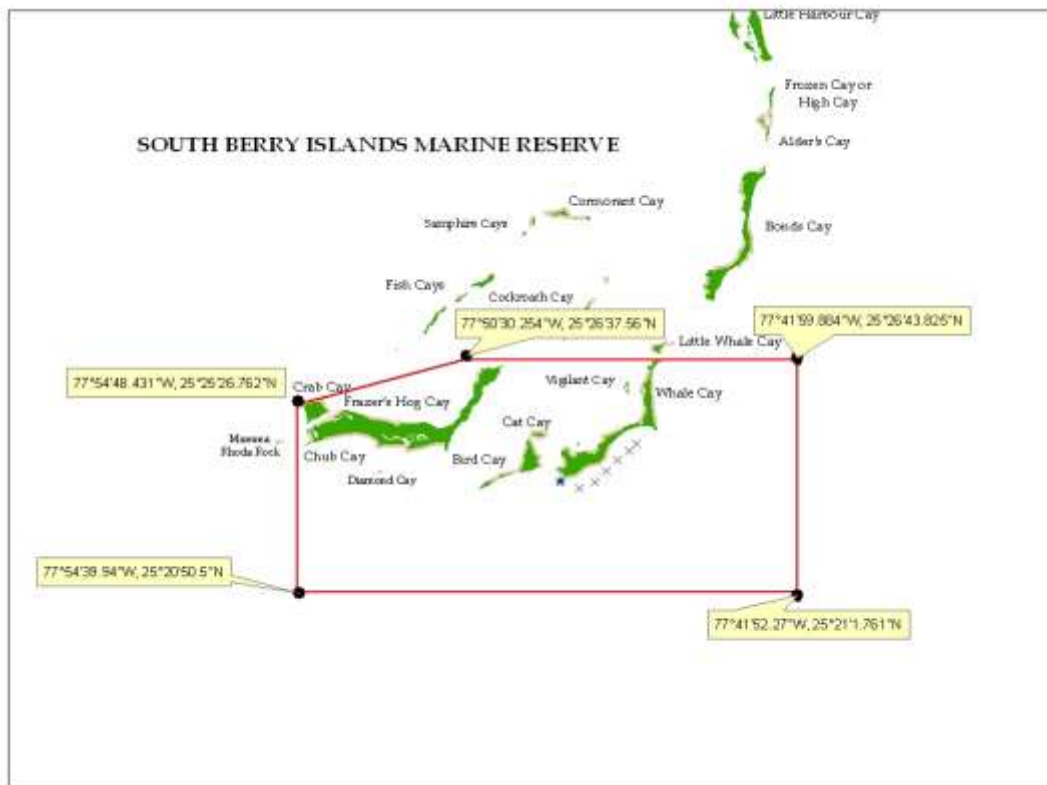 Little Harbour Cay
Frozen Cay or
High Cay
SOUTH BERRY ISLANDS MARINE RESERVE
Alder's Cay
Cormorant Cay
Samphire Cays
Bonds Cay
Fish Cays
Cockroach Cay
77°50'30.254"W, 25°26'37.56"N
77°41'59.884"W, 25°26'43.825"N
Little Whale Cay
77°54'48.431"W, 25°25'26.762"N
Crab Cay
Vigilant Cay
Whale Cay
Frazer's Hog Cay
Cat Cay
Rhoda Rock
Chub Cay
Bird Cay
Diamond Cay
77°54'39.94"W, 25°20'50.5"N
77°41'52.27"W, 25°21'1.761"N